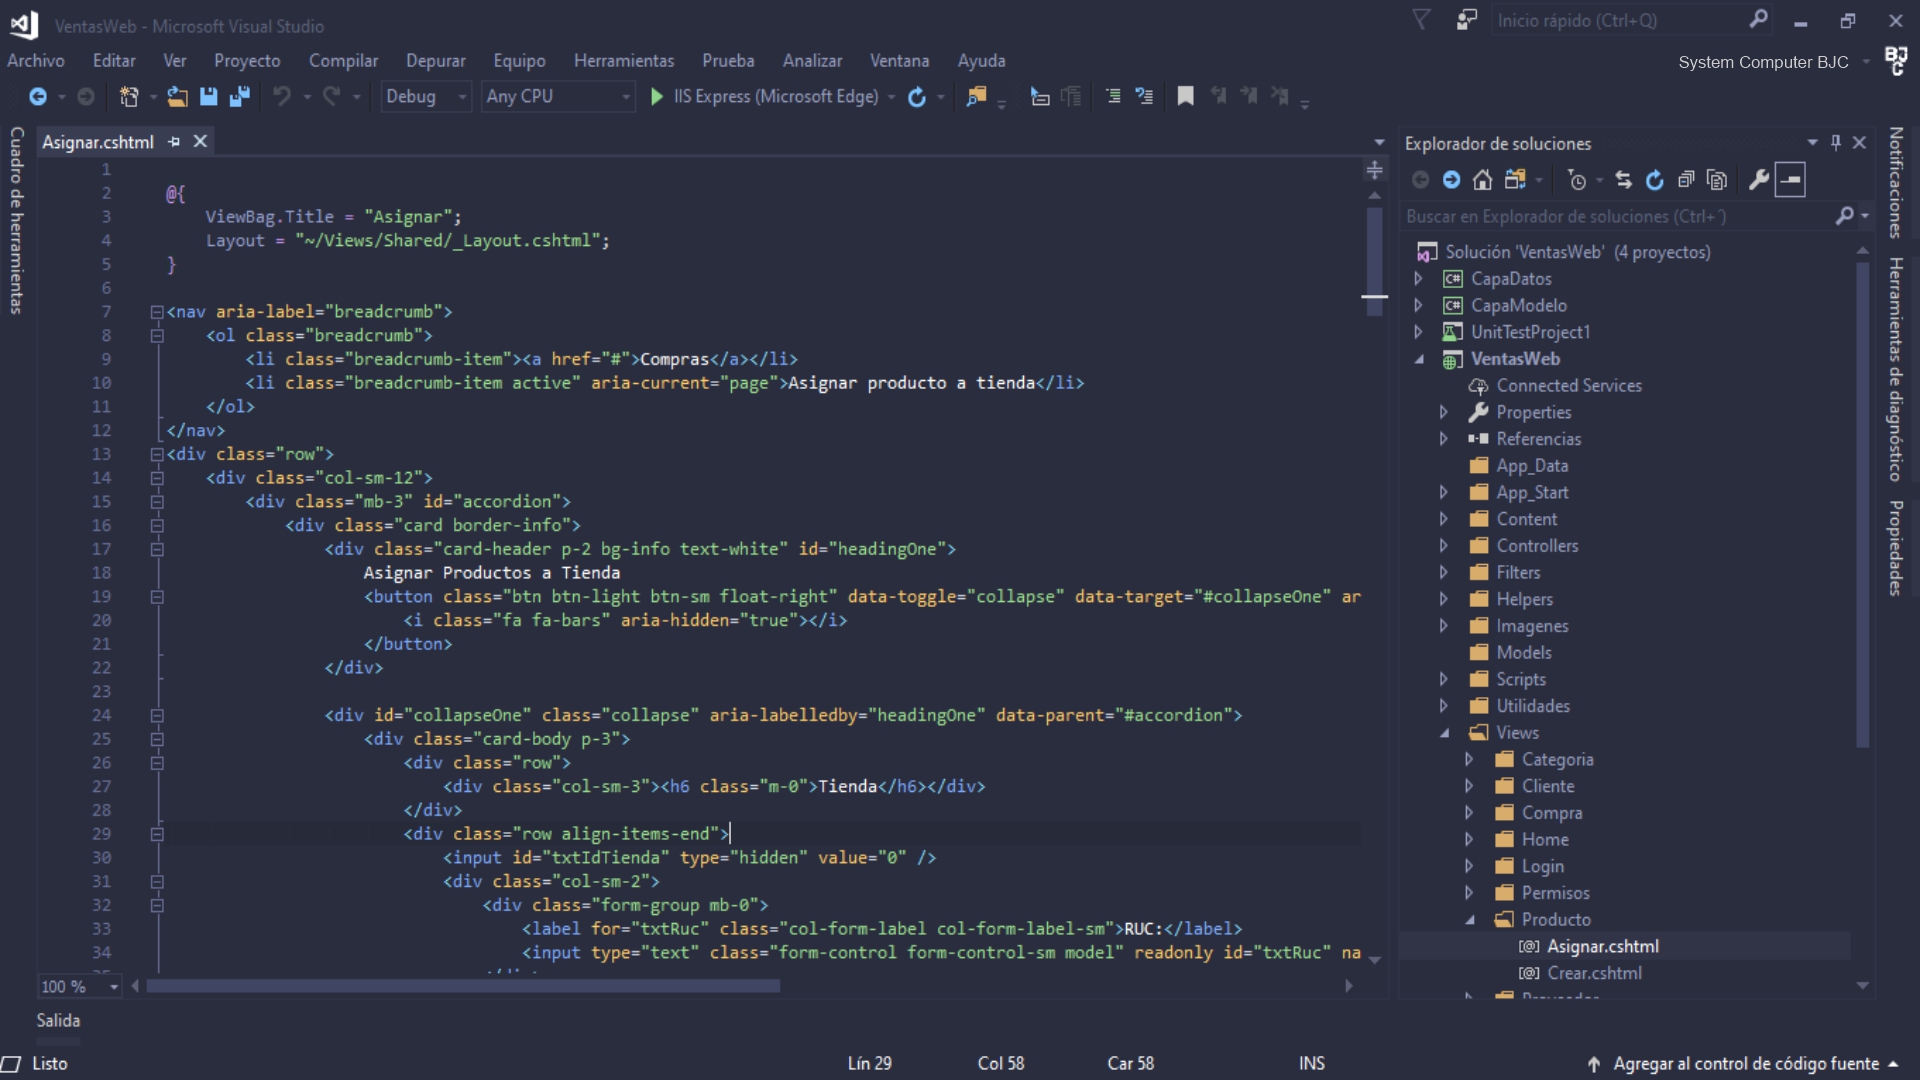 VentasWeb - Microsoft Visual Studio
Inicio rápido (Ctrl+Q)
Archivo Editar Ver Proyecto Compilar Depurar Equipo Herramientas Prueba Analizar Ventana Ayuda
System Computer BJC
BJC
Debug Any CPU IIS Express (Microsoft Edge)
Cuadro de herramientas
Asignar.cshtml
1
2 @{
3 ViewBag.Title = "Asignar";
4 Layout = "~/Views/Shared/_Layout.cshtml";
5 }
6
7 <nav aria-label="breadcrumb">
8 <ol class="breadcrumb">
9 <li class="breadcrumb-item"><a href="#">Compras</a></li>
10 <li class="breadcrumb-item active" aria-current="page">Asignar producto a tienda</li>
11 </ol>
12 </nav>
13 <div class="row">
14 <div class="col-sm-12">
15 <div class="mb-3" id="accordion">
16 <div class="card border-info">
17 <div class="card-header p-2 bg-info text-white" id="headingOne">
18 Asignar Productos a Tienda
19 <button class="btn btn-light btn-sm float-right" data-toggle="collapse" data-target="#collapseOne" ar
20 <i class="fa fa-bars" aria-hidden="true"></i>
21 </button>
22 </div>
23
24 <div id="collapseOne" class="collapse" aria-labelledby="headingOne" data-parent="#accordion">
25 <div class="card-body p-3">
26 <div class="row">
27 <div class="col-sm-3"><h6 class="m-0">Tienda</h6></div>
28 </div>
29 <div class="row align-items-end">
30 <input id="txtIdTienda" type="hidden" value="0" />
31 <div class="col-sm-2">
32 <div class="form-group mb-0">
33 <label for="txtRuc" class="col-form-label col-form-label-sm">RUC:</label>
34 <input type="text" class="form-control form-control-sm model" readonly id="txtRuc" na
100 %
Explorador de soluciones
Buscar en Explorador de soluciones (Ctrl+´)
Solución 'VentasWeb' (4 proyectos)
C# CapaDatos
C# CapaModelo
UnitTestProject1
VentasWeb
Connected Services
Properties
Referencias
App_Data
App_Start
Content
Controllers
Filters
Helpers
Imagenes
Models
Scripts
Utilidades
Views
Categoria
Cliente
Compra
Home
Login
Permisos
Producto
[@] Asignar.cshtml
[@] Crear.cshtml
Notificaciones
Herramientas de diagnóstico
Propiedades
Salida
Listo Lín 29 Col 58 Car 58 INS Agregar al control de código fuente